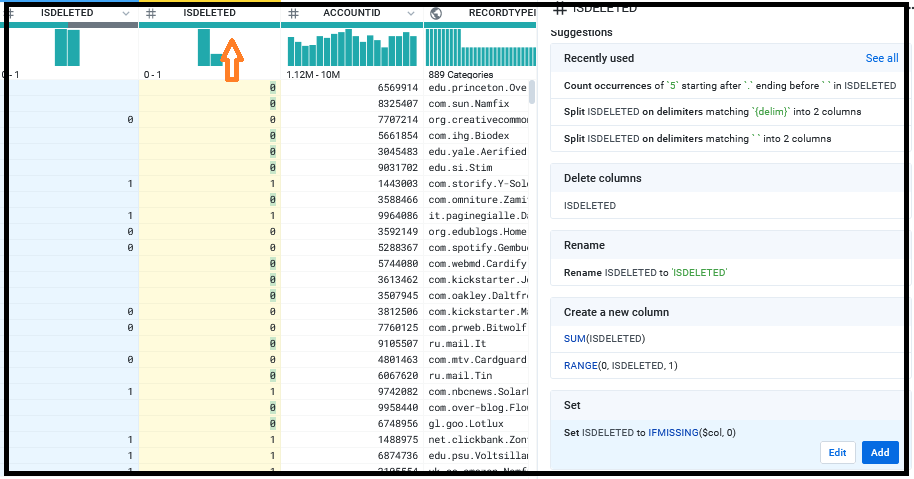 # ISDELETED # ISDELETED # ACCOUNTID RECORDTYPEI
0 - 1 0 - 1 1.12M - 10M 889 Categories
0 6569914 edu.princeton.Ove
0 8325407 com.sun.Namfix
0 0 7707214 org.creativecommo
0 5661854 com.ihg.Biodex
0 3045483 edu.yale.Aerified
0 9031702 edu.si.Stim
1 1 1443003 com.storify.Y-Sol
0 3588466 com.omniture.Zami
1 1 9964086 it.paginegialle.Da
0 0 3592149 org.edublogs.Home
0 0 5288367 com.spotify.Gembu
0 5744080 com.webmd.Cardify
0 3613462 com.kickstarter.J
0 3507945 com.oakley.Daltfr
0 0 3812506 com.kickstarter.Ma
0 0 7760125 com.prweb.Bitwolf
0 9105507 ru.mail.It
0 0 4801463 com.mtv.Cardguard
0 6067620 ru.mail.Tin
1 1 9742082 com.nbcnews.Solar
0 9958440 com.over-blog.Flo
0 6748956 gl.goo.Lotlux
1 1 1488975 net.clickbank.Zon
1 1 6874736 edu.psu.Voltsilla
# ISDELETED
Suggestions
Recently used See all
Count occurrences of `5` starting after `.` ending before ` ` in ISDELETED
Split ISDELETED on delimiters matching `{delim}` into 2 columns
Split ISDELETED on delimiters matching ` ` into 2 columns
Delete columns
ISDELETED
Rename
Rename ISDELETED to 'ISDELETED'
Create a new column
SUM(ISDELETED)
RANGE(0, ISDELETED, 1)
Set
Set ISDELETED to IFMISSING($col, 0)
Edit Add